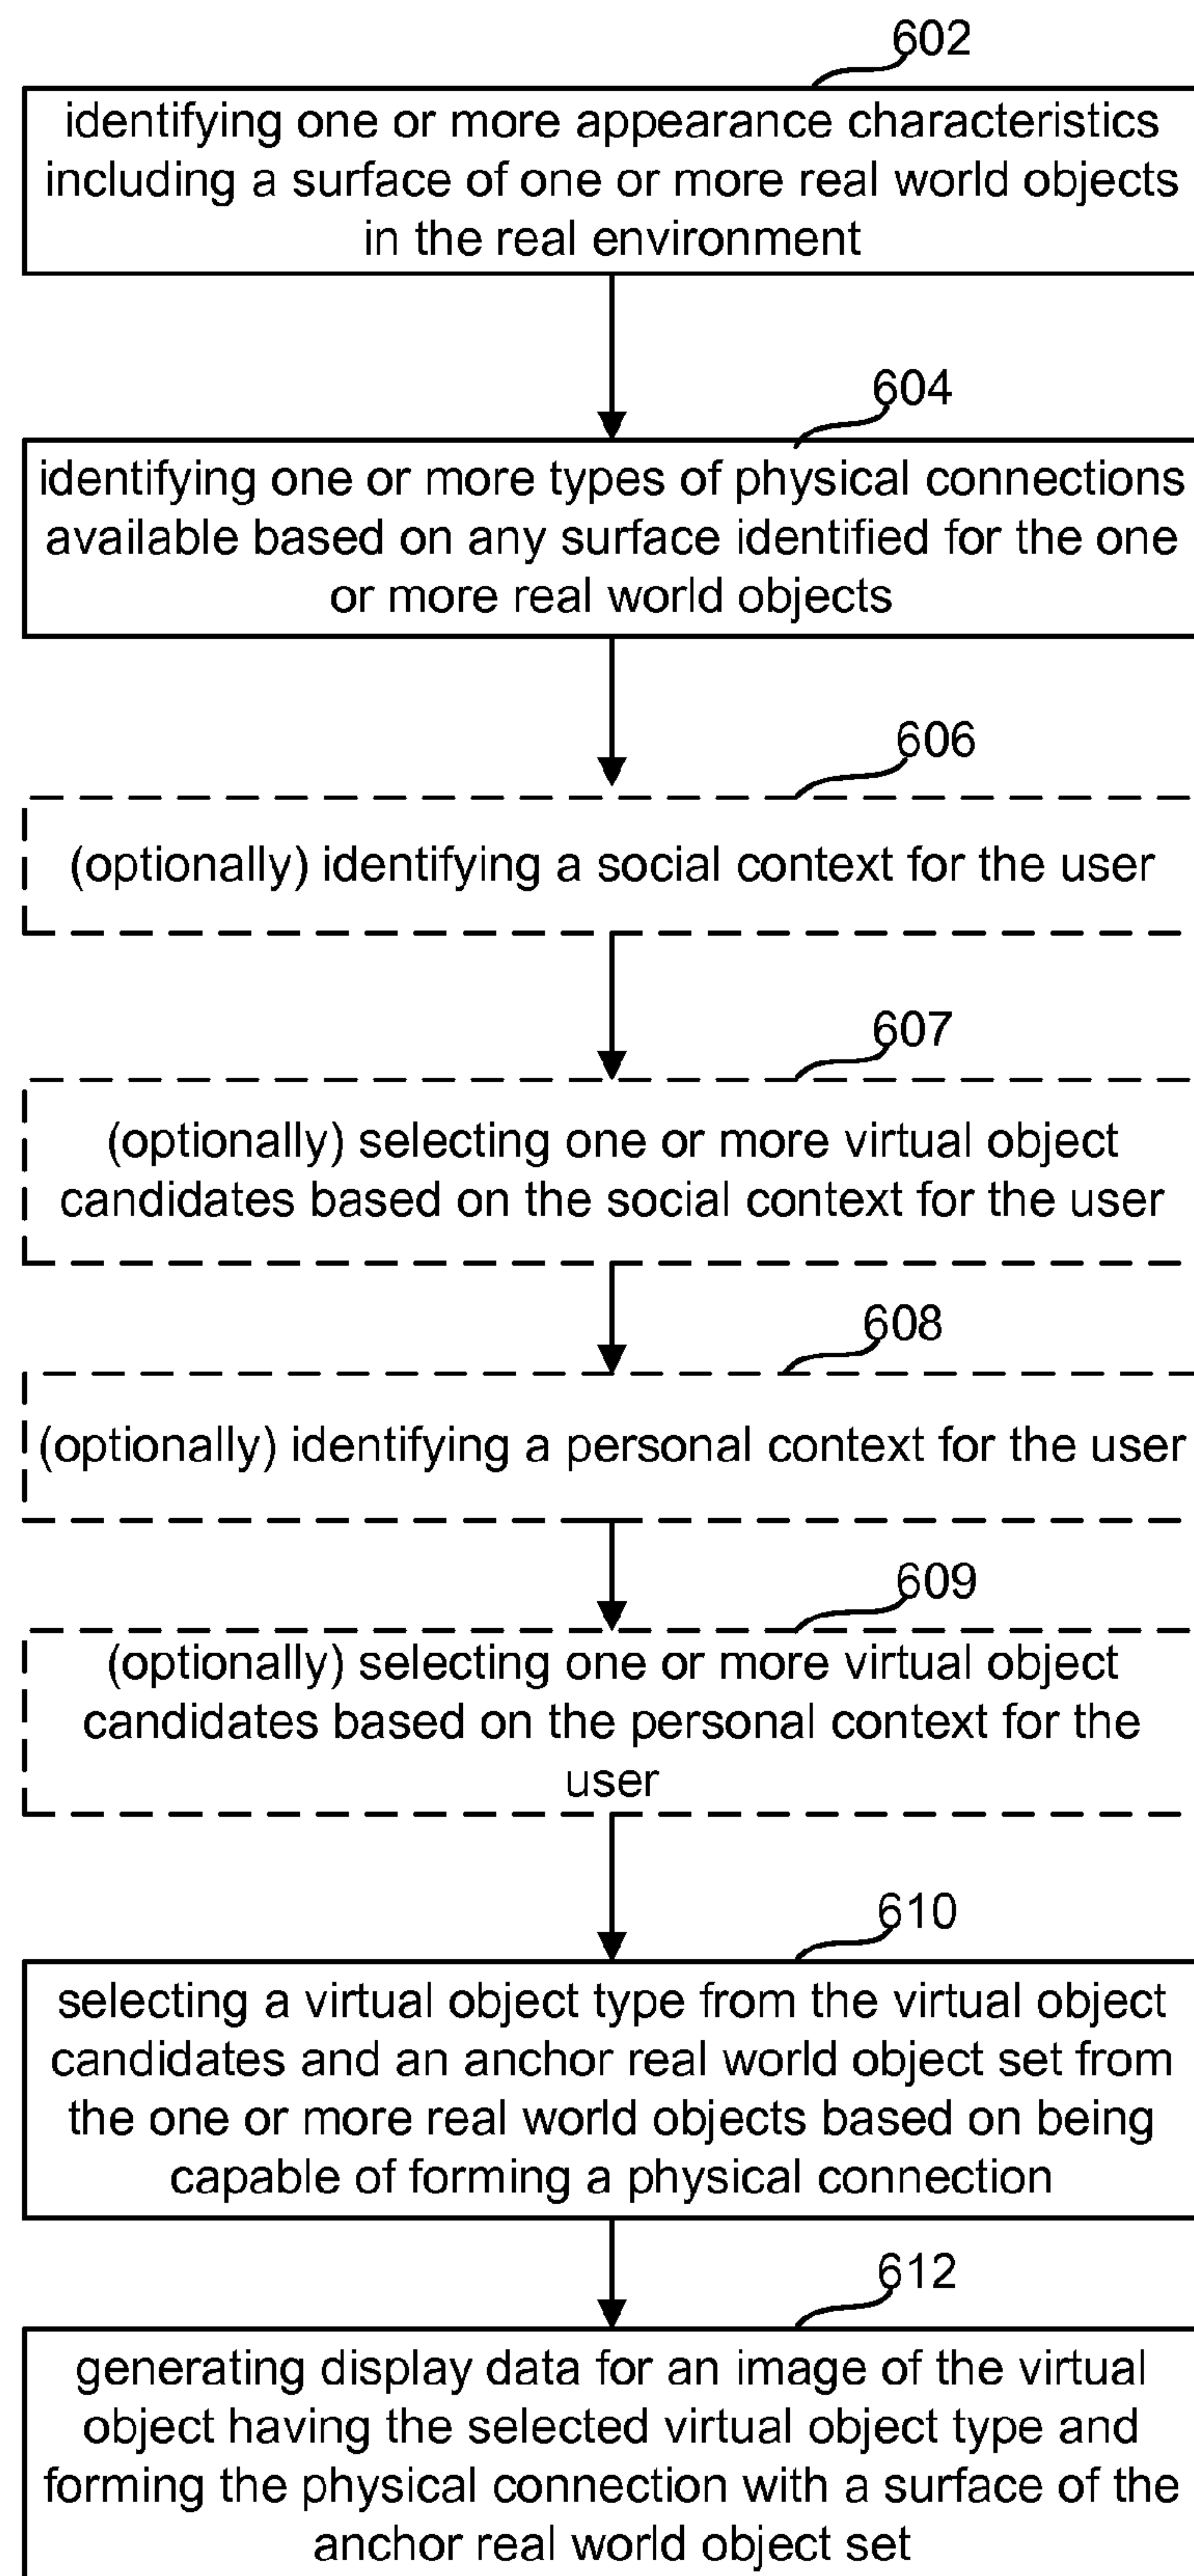 602
identifying one or more appearance characteristics
including a surface of one or more real world objects
in the real environment
604
identifying one or more types of physical connections
available based on any surface identified for the one
or more real world objects
606
(optionally) identifying a social context for the user
607
(optionally) selecting one or more virtual object
candidates based on the social context for the user
608
(optionally) identifying a personal context for the user
609
(optionally) selecting one or more virtual object
candidates based on the personal context for the
user
610
selecting a virtual object type from the virtual object
candidates and an anchor real world object set from
the one or more real world objects based on being
capable of forming a physical connection
612
generating display data for an image of the virtual
object having the selected virtual object type and
forming the physical connection with a surface of the
anchor real world object set